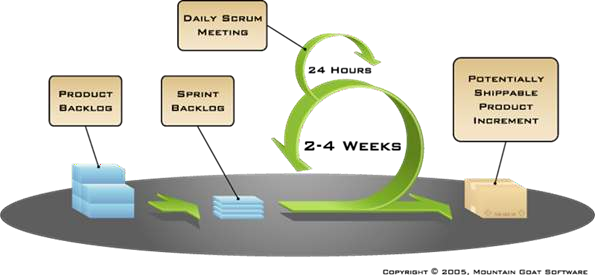 Daily Scrum
Meeting
24 Hours
Product
Backlog
Sprint
Backlog
Potentially
Shippable
Product
Increment
2-4 Weeks
Copyright © 2005, Mountain Goat Software